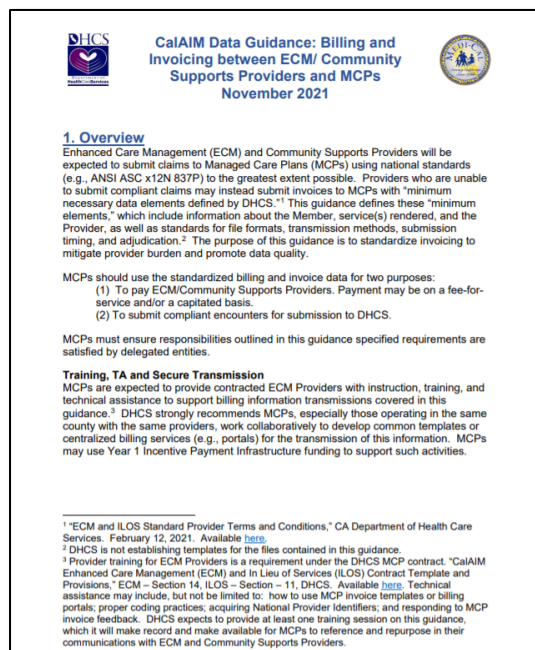 DHCS
HealthCareServices
CalAIM Data Guidance: Billing and
Invoicing between ECM/ Community
Supports Providers and MCPs
November 2021
MEDI-CAL
1. Overview
Enhanced Care Management (ECM) and Community Supports Providers will be
expected to submit claims to Managed Care Plans (MCPs) using national standards
(e.g., ANSI ASC x12N 837P) to the greatest extent possible.  Providers who are unable
to submit compliant claims may instead submit invoices to MCPs with “minimum
necessary data elements defined by DHCS.”1 This guidance defines these “minimum
elements,” which include information about the Member, service(s) rendered, and the
Provider, as well as standards for file formats, transmission methods, submission
timing, and adjudication.2  The purpose of this guidance is to standardize invoicing to
mitigate provider burden and promote data quality.
MCPs should use the standardized billing and invoice data for two purposes:
(1)  To pay ECM/Community Supports Providers. Payment may be on a fee-for-
service and/or a capitated basis.
(2) To submit compliant encounters for submission to DHCS.
MCPs must ensure responsibilities outlined in this guidance specified requirements are
satisfied by delegated entities.
Training, TA and Secure Transmission
MCPs are expected to provide contracted ECM Providers with instruction, training, and
technical assistance to support billing information transmissions covered in this
guidance.3  DHCS strongly recommends MCPs, especially those operating in the same
county with the same providers, work collaboratively to develop common templates or
centralized billing services (e.g., portals) for the transmission of this information.  MCPs
may use Year 1 Incentive Payment Infrastructure funding to support such activities.
1 “ECM and ILOS Standard Provider Terms and Conditions,” CA Department of Health Care
Services.  February 12, 2021.  Available here.
2 DHCS is not establishing templates for the files contained in this guidance.
3 Provider training for ECM Providers is a requirement under the DHCS MCP contract. “CalAIM
Enhanced Care Management (ECM) and In Lieu of Services (ILOS) Contract Template and
Provisions,” ECM – Section 14, ILOS – Section – 11, DHCS.  Available here. Technical
assistance may include, but not be limited to:  how to use MCP invoice templates or billing
portals; proper coding practices; acquiring National Provider Identifiers; and responding to MCP
invoice feedback.  DHCS expects to provide at least one training session on this guidance,
which it will make record and make available for MCPs to reference and repurpose in their
communications with ECM and Community Supports Providers.